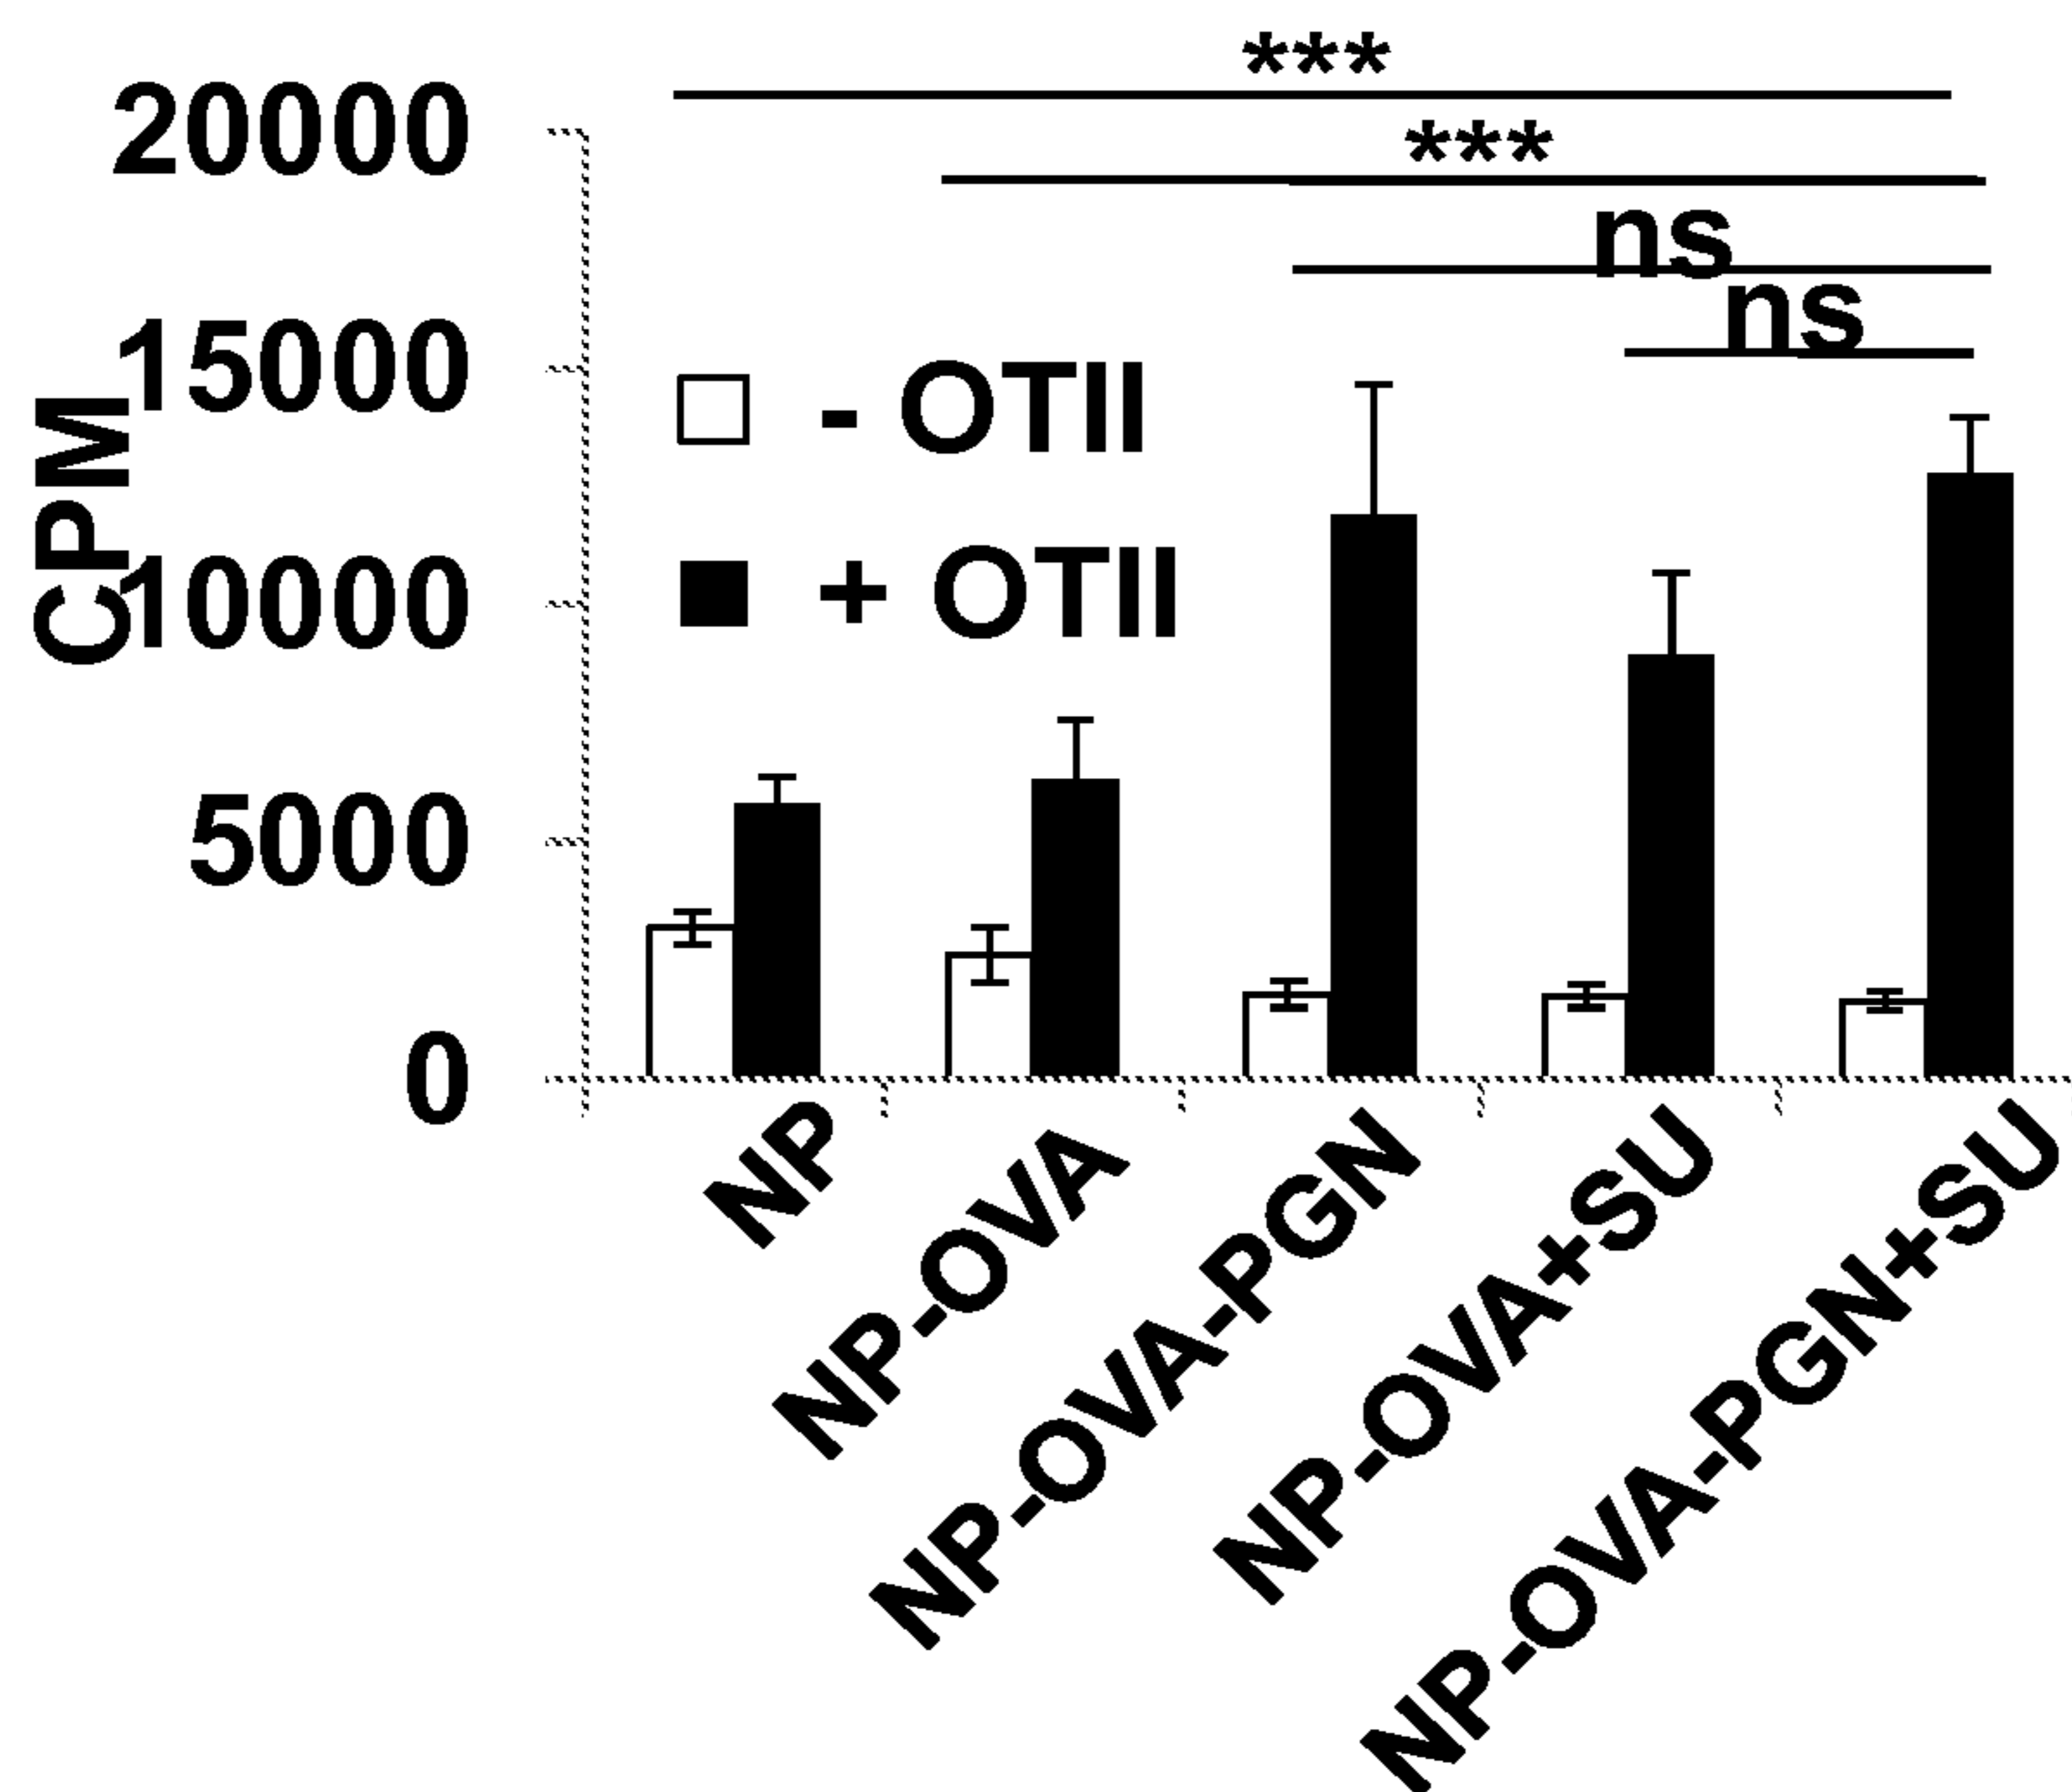 ***
20000
***
ns
ns
15000
- OTII
CPM
10000
+ OTII
5000
0
NP
NP-OVA
NP-OVA-PGN
NP-OVA+SU
NP-OVA-PGN+SU